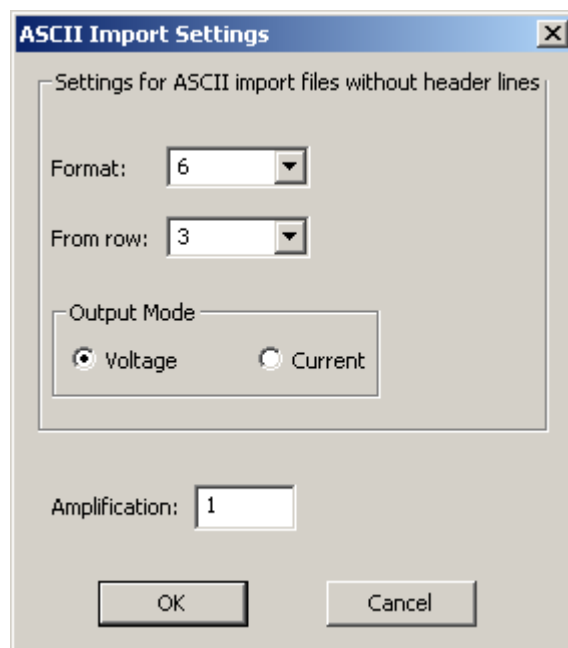 ASCII Import Settings
Settings for ASCII import files without header lines
Format: 6
From row: 3
Output Mode
Voltage Current
Amplification: 1
OK Cancel